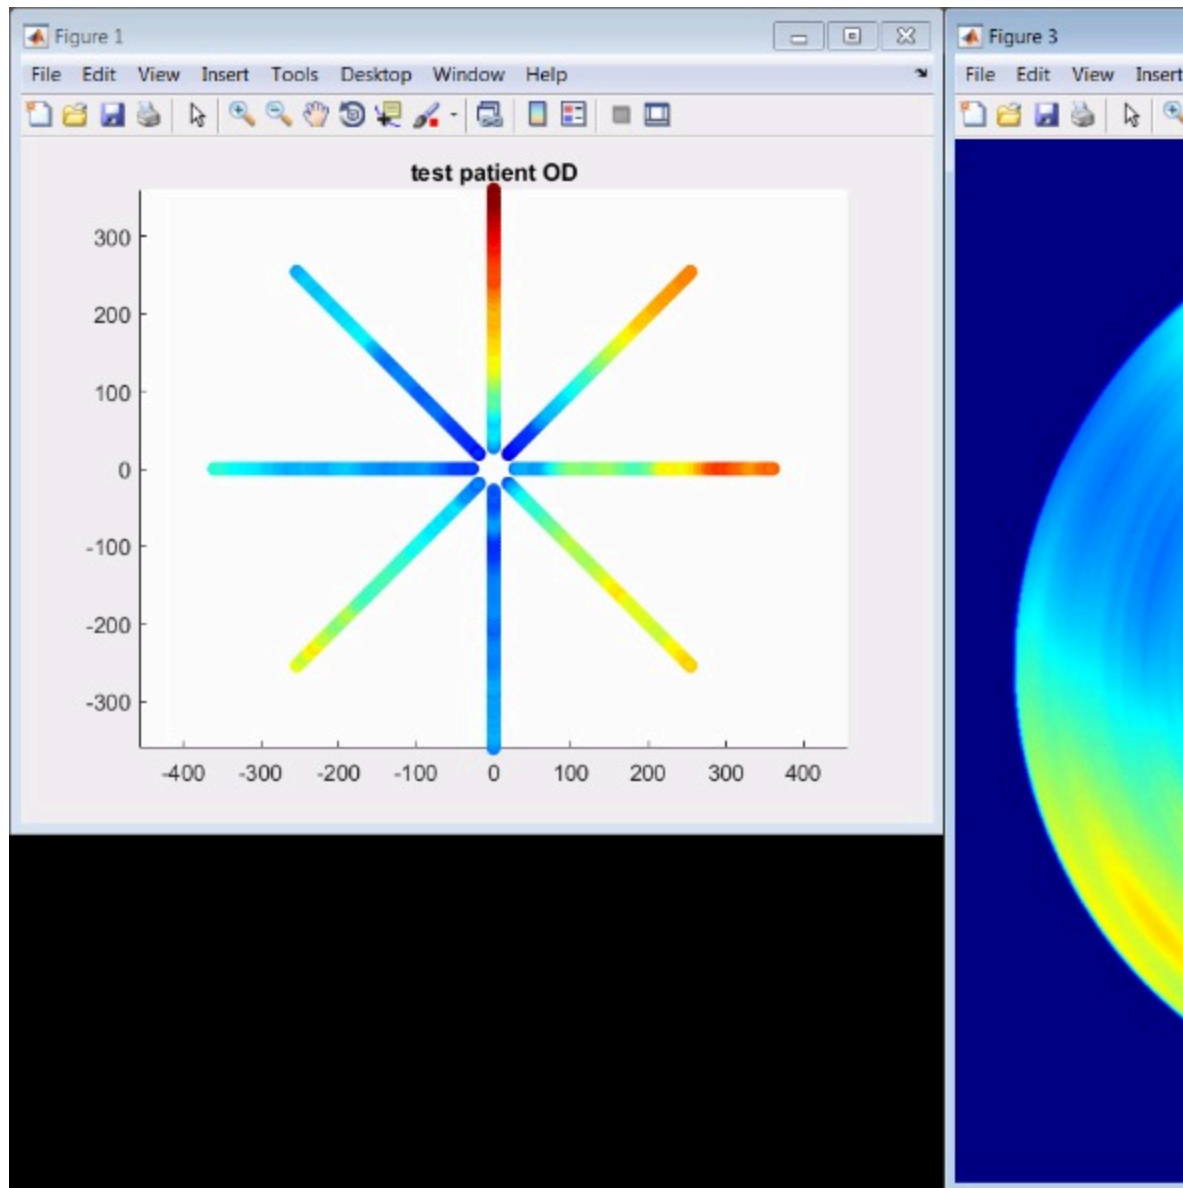 Figure 1
File Edit View Insert Tools Desktop Window Help
test patient OD
300
200
100
0
-100
-200
-300
-400 -300 -200 -100 0 100 200 300 400
Figure 3
File Edit View Insert